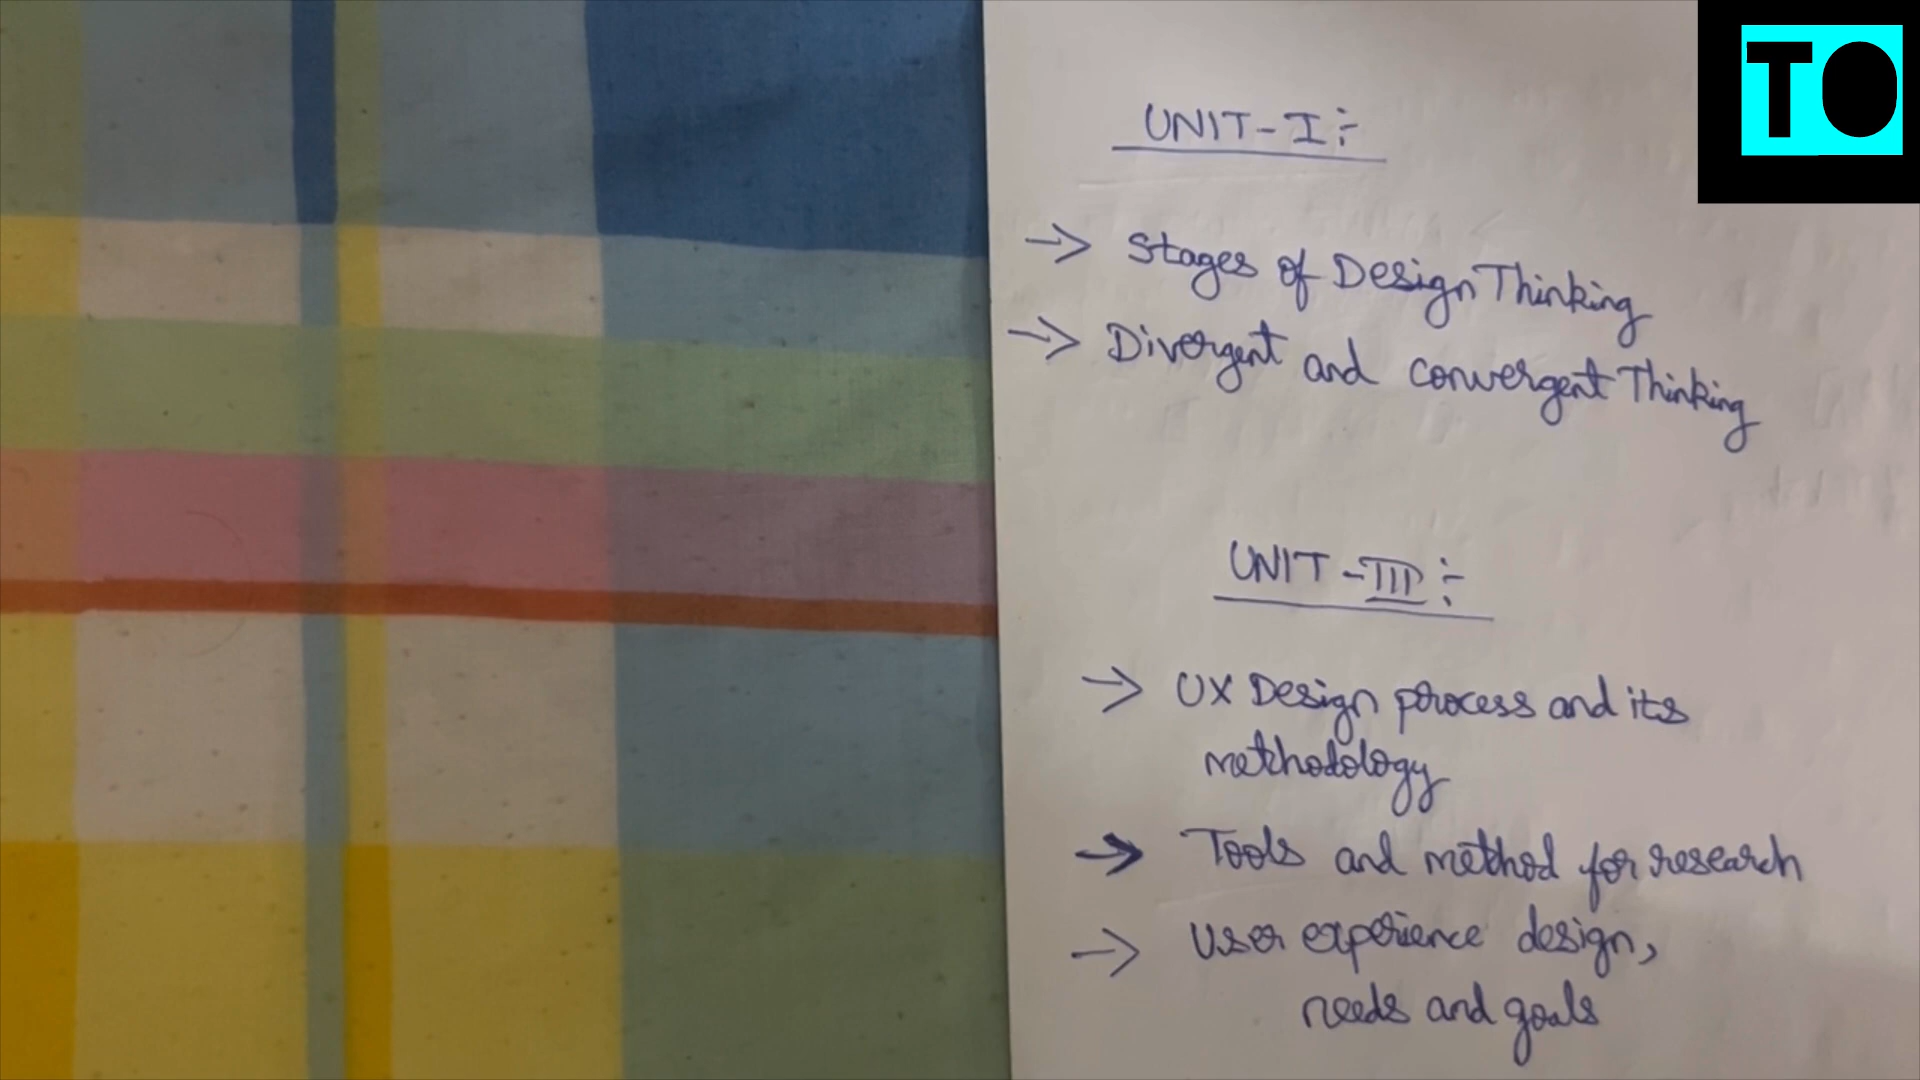 TO
UNIT-I:-
→ Stages of Design Thinking
→ Divergent and convergent Thinking
UNIT-III:-
→ UX Design process and its
methodology
→ Tools and method for research
→ User experience design,
needs and goals